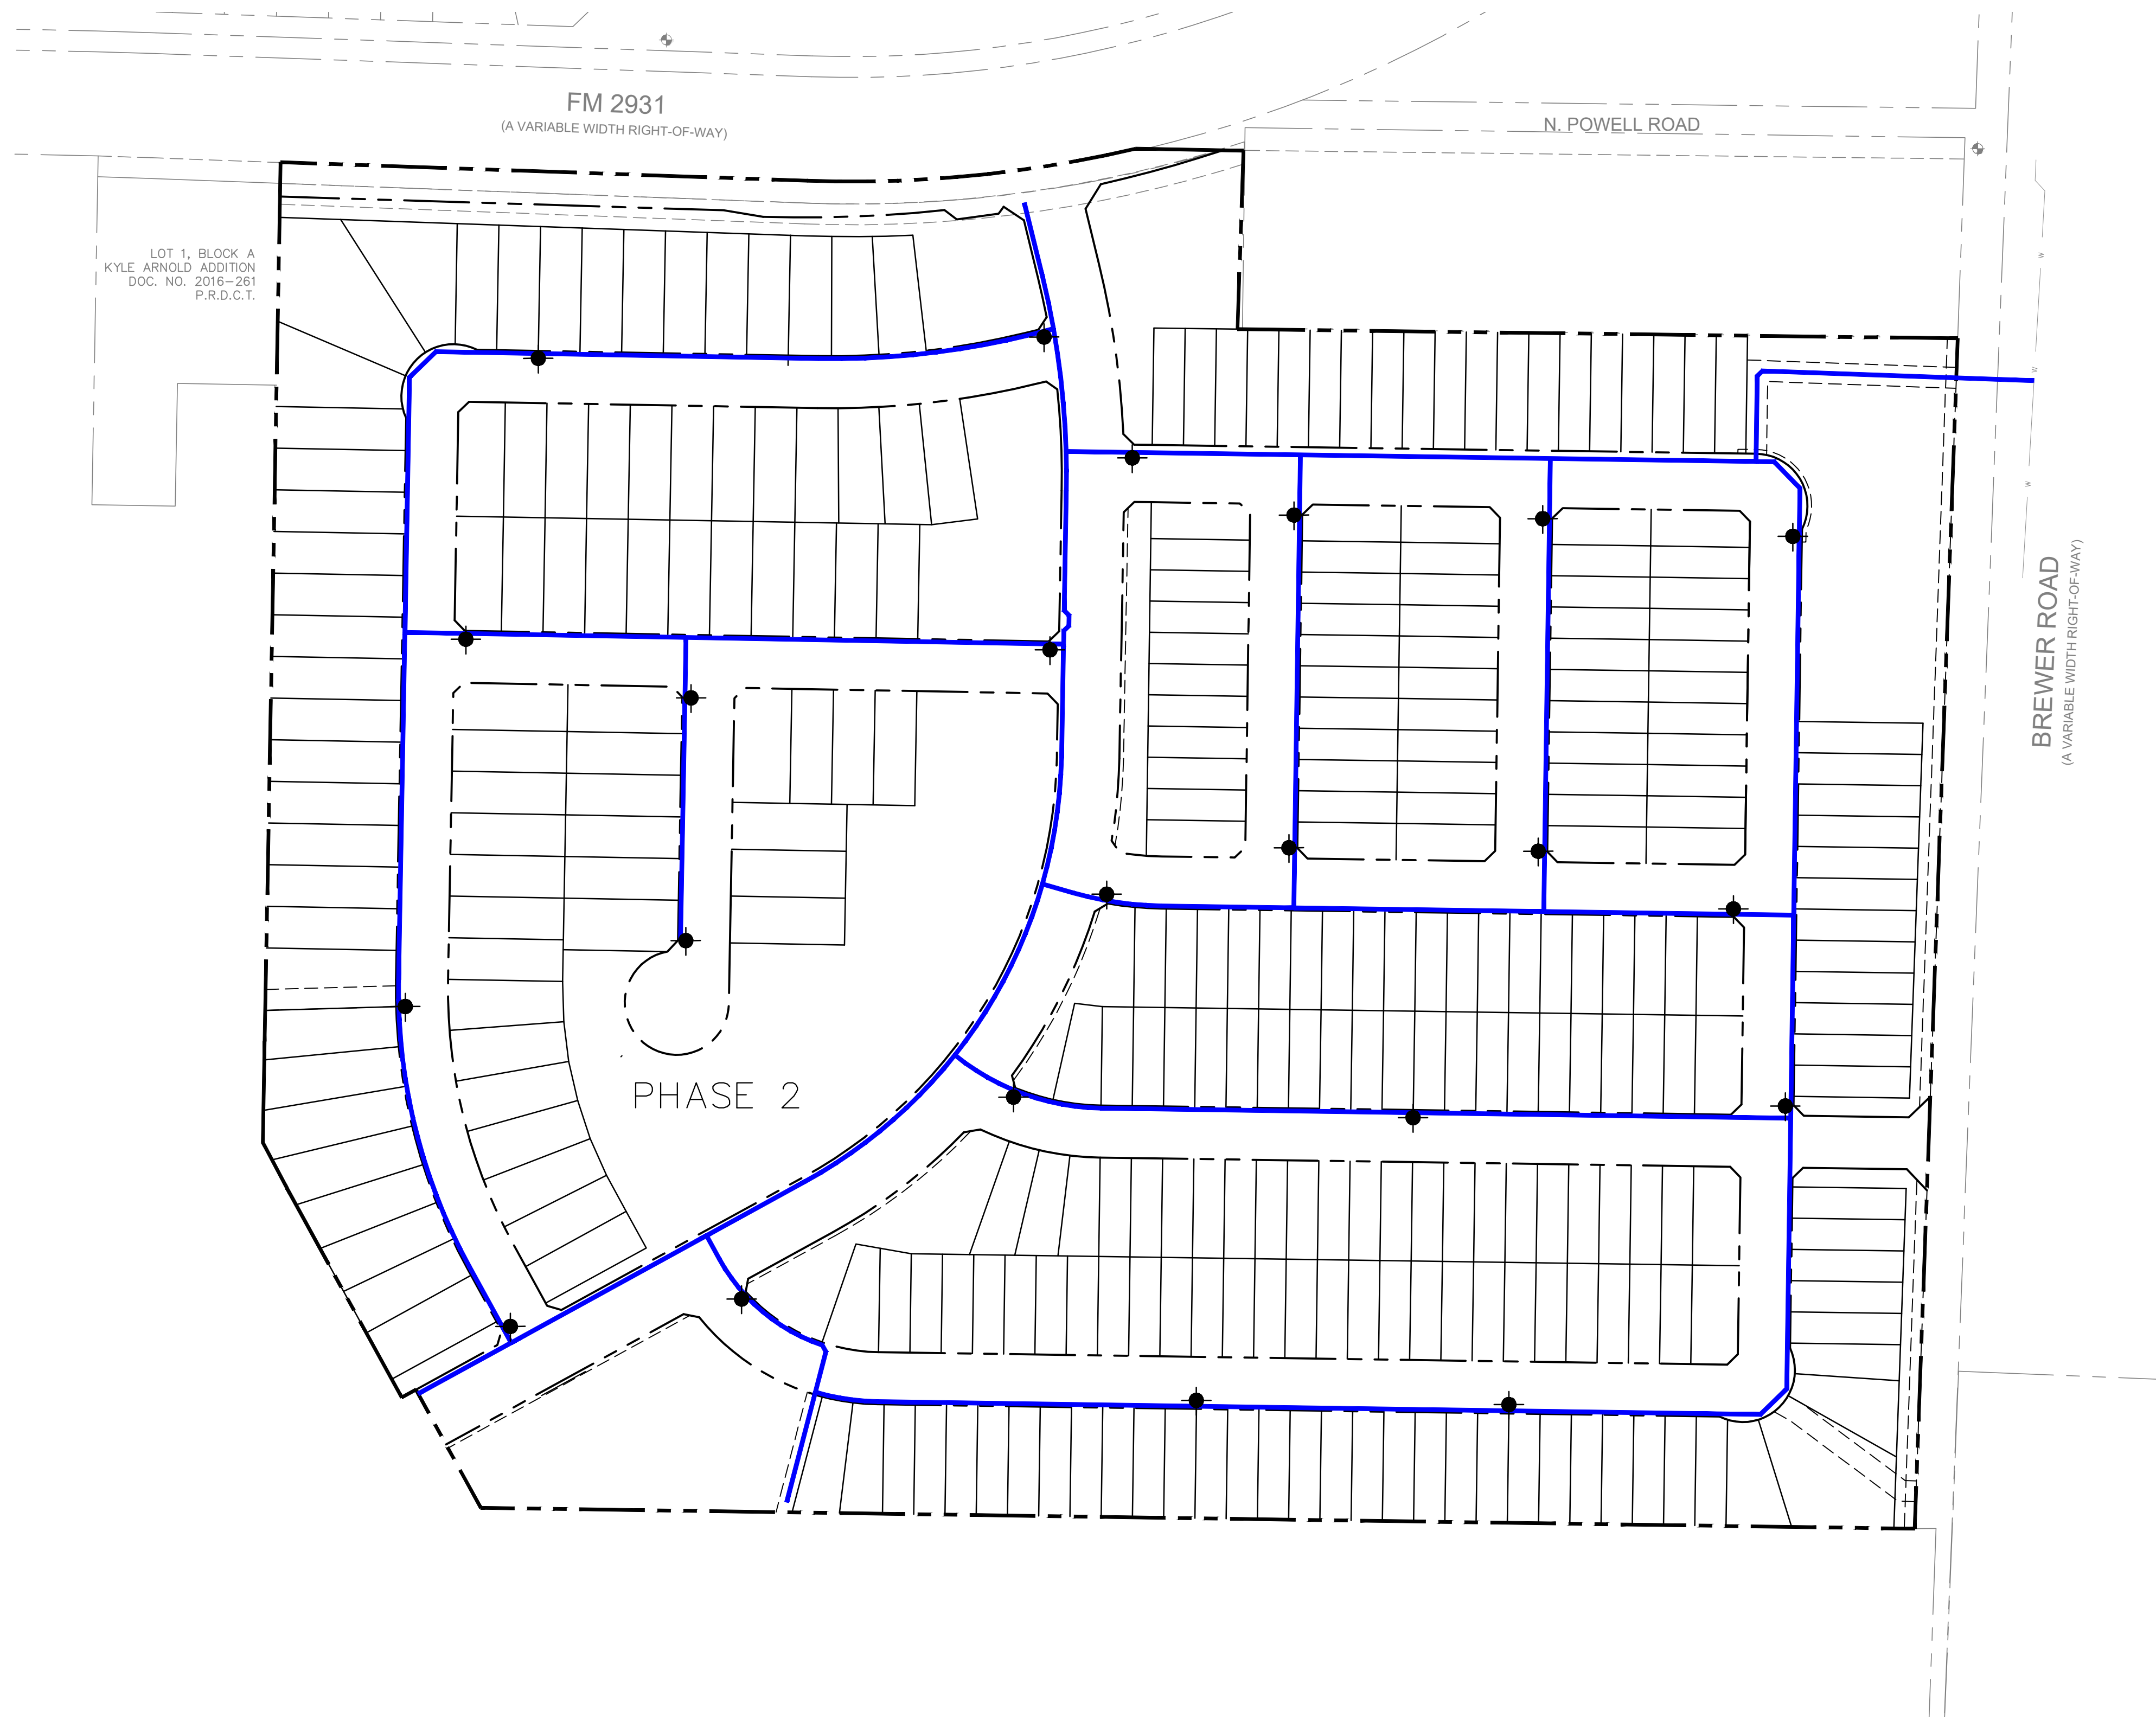 FM 2931
(A VARIABLE WIDTH RIGHT-OF-WAY)
N. POWELL ROAD
LOT 1, BLOCK A
KYLE ARNOLD ADDITION
DOC. NO. 2016-261
P.R.D.C.T.
W
W
W
BREWER ROAD
(A VARIABLE WIDTH RIGHT-OF-WAY)
PHASE 2